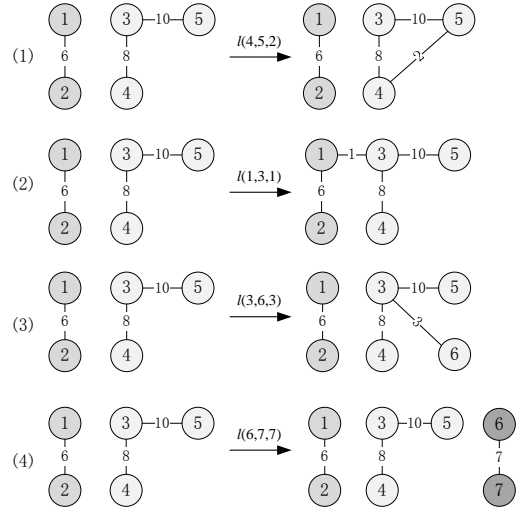 1 3 10 5 l(4,5,2) 1 3 10 5
(1) 6 8 6 8 2
2 4 2 4
1 3 10 5 l(1,3,1) 1 1 3 10 5
(2) 6 8 6 8
2 4 2 4
1 3 10 5 l(3,6,3) 1 3 10 5
(3) 6 8 6 8 3
2 4 2 4 6
1 3 10 5 l(6,7,7) 1 3 10 5 6
(4) 6 8 6 8 7
2 4 2 4 7